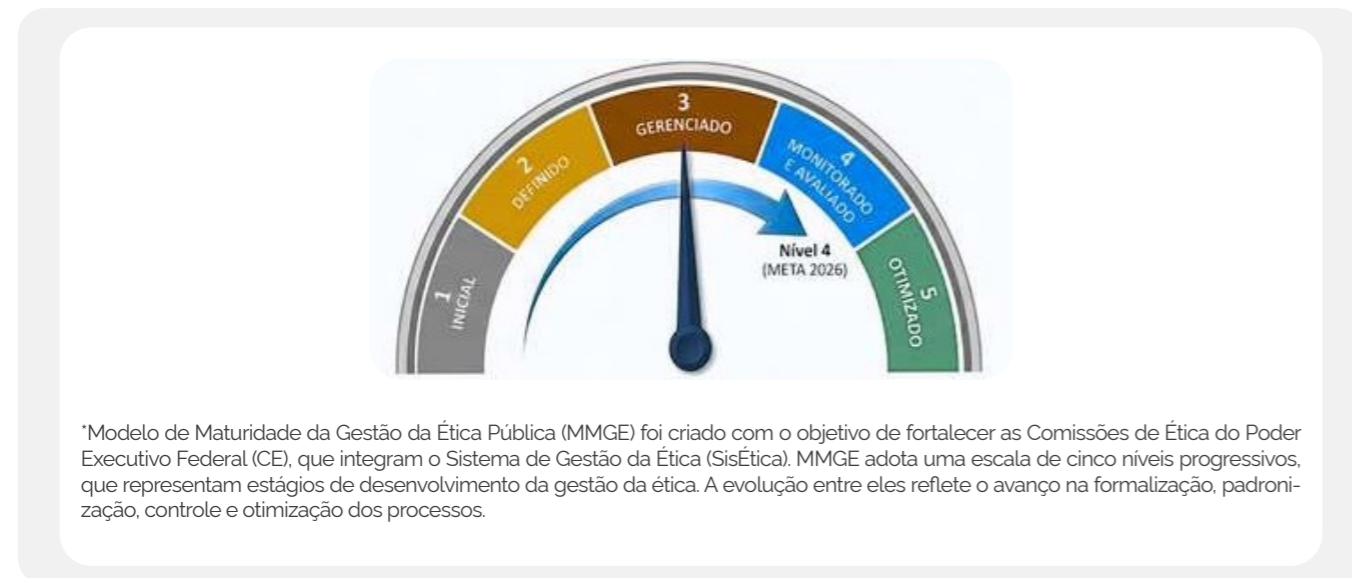 1
INICIAL
2
DEFINIDO
3
GERENCIADO
4
MONITORADO
E AVALIADO
5
OTIMIZADO
Nível 4
(META 2026)
*Modelo de Maturidade da Gestão da Ética Pública (MMGE) foi criado com o objetivo de fortalecer as Comissões de Ética do Poder
Executivo Federal (CE), que integram o Sistema de Gestão da Ética (SisÉtica). MMGE adota uma escala de cinco níveis progressivos,
que representam estágios de desenvolvimento da gestão da ética. A evolução entre eles reflete o avanço na formalização, padroni-
zação, controle e otimização dos processos.